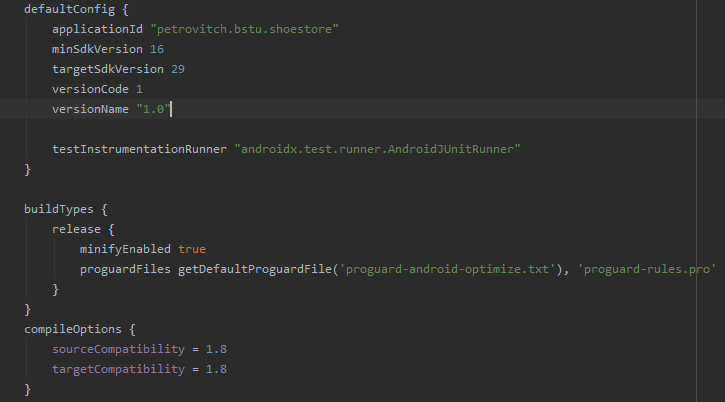 defaultConfig {
applicationId "petrovitch.bstu.shoestore"
minSdkVersion 16
targetSdkVersion 29
versionCode 1
versionName "1.0"
testInstrumentationRunner "androidx.test.runner.AndroidJUnitRunner"
}
buildTypes {
release {
minifyEnabled true
proguardFiles getDefaultProguardFile('proguard-android-optimize.txt'), 'proguard-rules.pro'
}
}
compileOptions {
sourceCompatibility = 1.8
targetCompatibility = 1.8
}